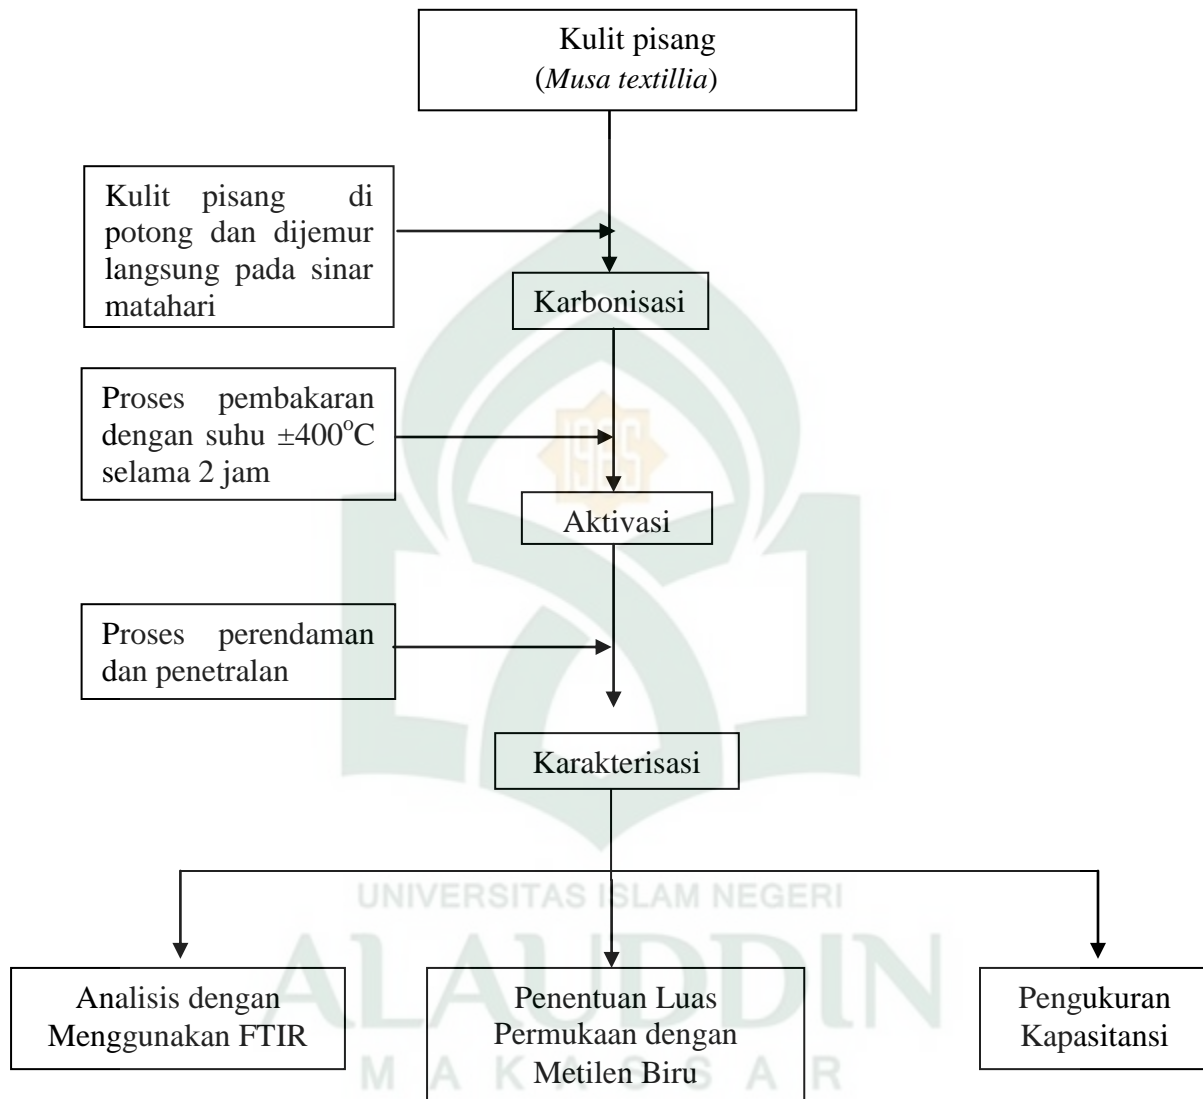 Kulit pisang
(Musa textillia)
Kulit pisang di
potong dan dijemur
langsung pada sinar
matahari
Karbonisasi
Proses pembakaran
dengan suhu ±400°C
selama 2 jam
1965
Aktivasi
Proses perendaman
dan penetralan
Karakterisasi
UNIVERSITAS ISLAM NEGERI
ALAUDDIN
MAKASSAR
Analisis dengan
Menggunakan FTIR
Penentuan Luas
Permukaan dengan
Metilen Biru
Pengukuran
Kapasitansi